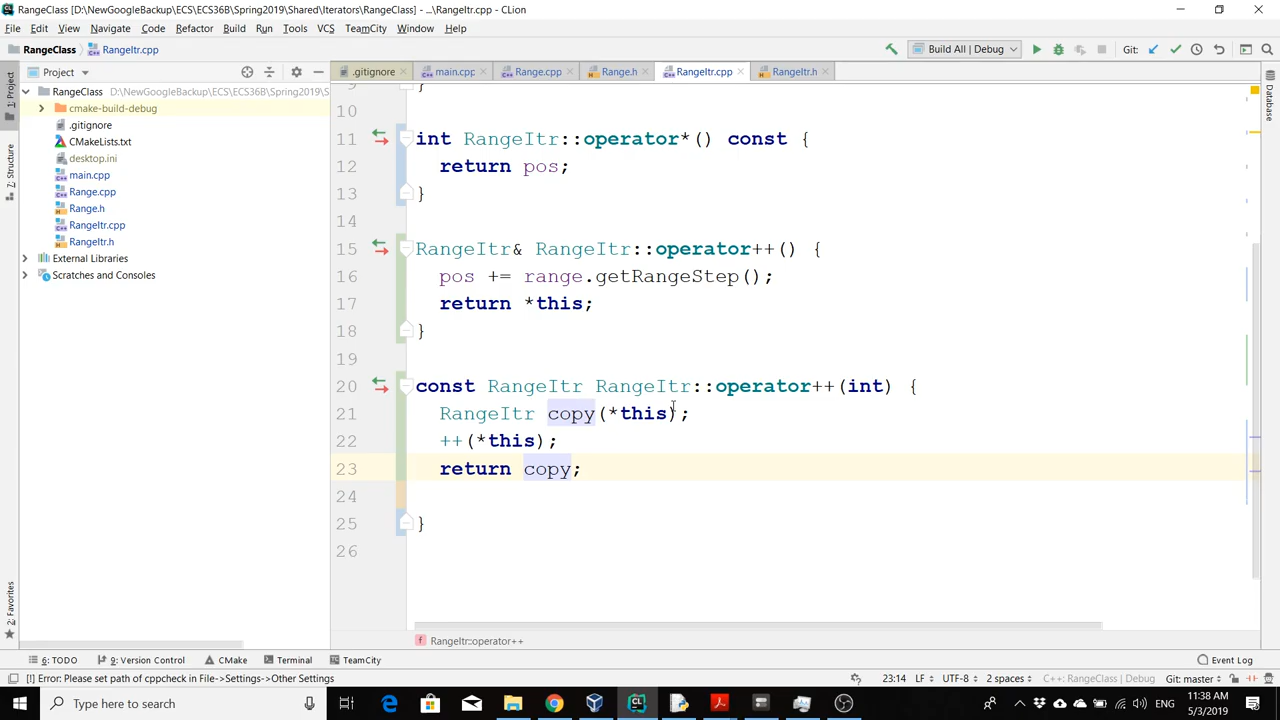 RangeClass [D:\NewGoogleBackup\ECS\ECS36B\Spring2019\Shared\Iterators\RangeClass] - ...\RangeItr.cpp - CLion
File Edit View Navigate Code Refactor Build Run Tools VCS TeamCity Window Help
RangeClass RangeItr.cpp Build All | Debug Git:
Project .gitignore main.cpp Range.cpp Range.h RangeItr.cpp RangeItr.h
1: Project
Z: Structure
2: Favorites
Database
RangeClass D:\NewGoogleBackup\ECS\ECS36B\Spring2019\S
cmake-build-debug
.gitignore
CMakeLists.txt
desktop.ini
main.cpp
Range.cpp
Range.h
RangeItr.cpp
RangeItr.h
External Libraries
Scratches and Consoles
9 }
10
11 int RangeItr::operator*() const {
12 return pos;
13 }
14
15 RangeItr& RangeItr::operator++() {
16 pos += range.getRangeStep();
17 return *this;
18 }
19
20 const RangeItr RangeItr::operator++(int) {
21 RangeItr copy(*this);
22 ++(*this);
23 return copy;
24
25 }
26
RangeItr::operator++
6: TODO 9: Version Control CMake Terminal TeamCity Event Log
[!] Error: Please set path of cppcheck in File->Settings->Other Settings 23:14 LF UTF-8 2 spaces C++: RangeClass | Debug Git: master
Type here to search ENG 11:38 AM 5/3/2019